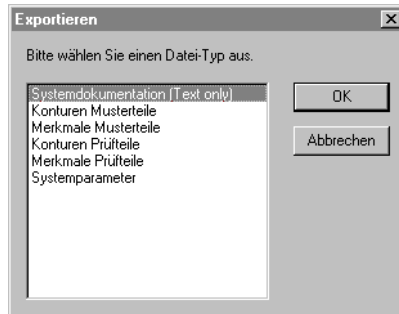 Exportieren
Bitte wählen Sie einen Datei-Typ aus.
Systemdokumentation (Text only)
Konturen Musterteile
Merkmale Musterteile
Konturen Prüfteile
Merkmale Prüfteile
Systemparameter
OK
Abbrechen